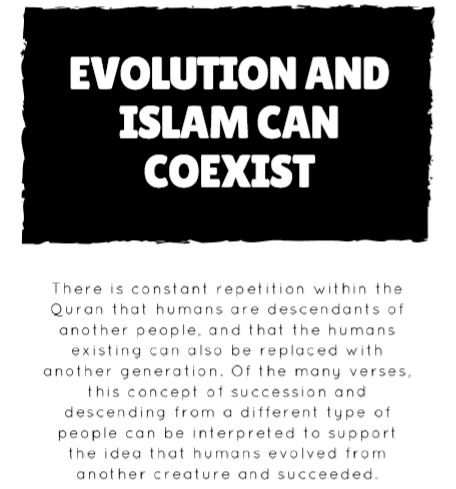 EVOLUTION AND
ISLAM CAN
COEXIST
There is constant repetition within the
Quran that humans are descendants of
another people, and that the humans
existing can also be replaced with
another generation. Of the many verses,
this concept of succession and
descending from a different type of
people can be interpreted to support
the idea that humans evolved from
another creature and succeeded.